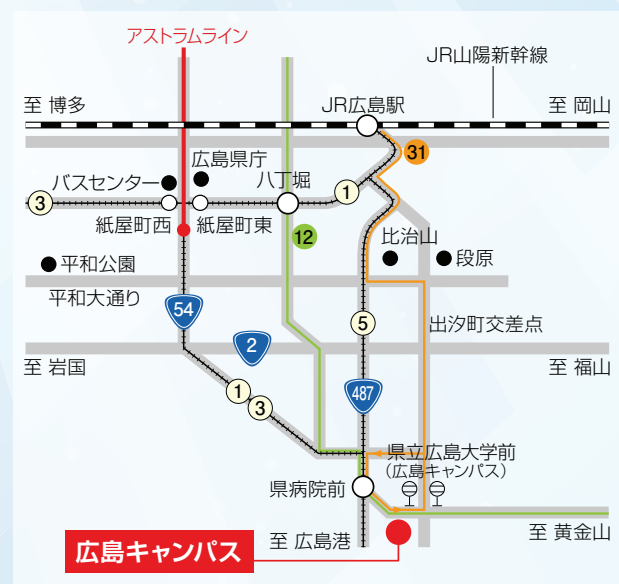 アストラムライン
JR山陽新幹線
至 博多
JR広島駅
至 岡山
31
広島県庁
バスセンター
八丁堀
1
3
紙屋町西
紙屋町東
12
比治山
平和公園
段原
平和大通り
54
5
出汐町交差点
2
至 岩国
至 福山
1
3
487
県立広島大学前
(広島キャンパス)
県病院前
至 広島港
至 黄金山
広島キャンパス